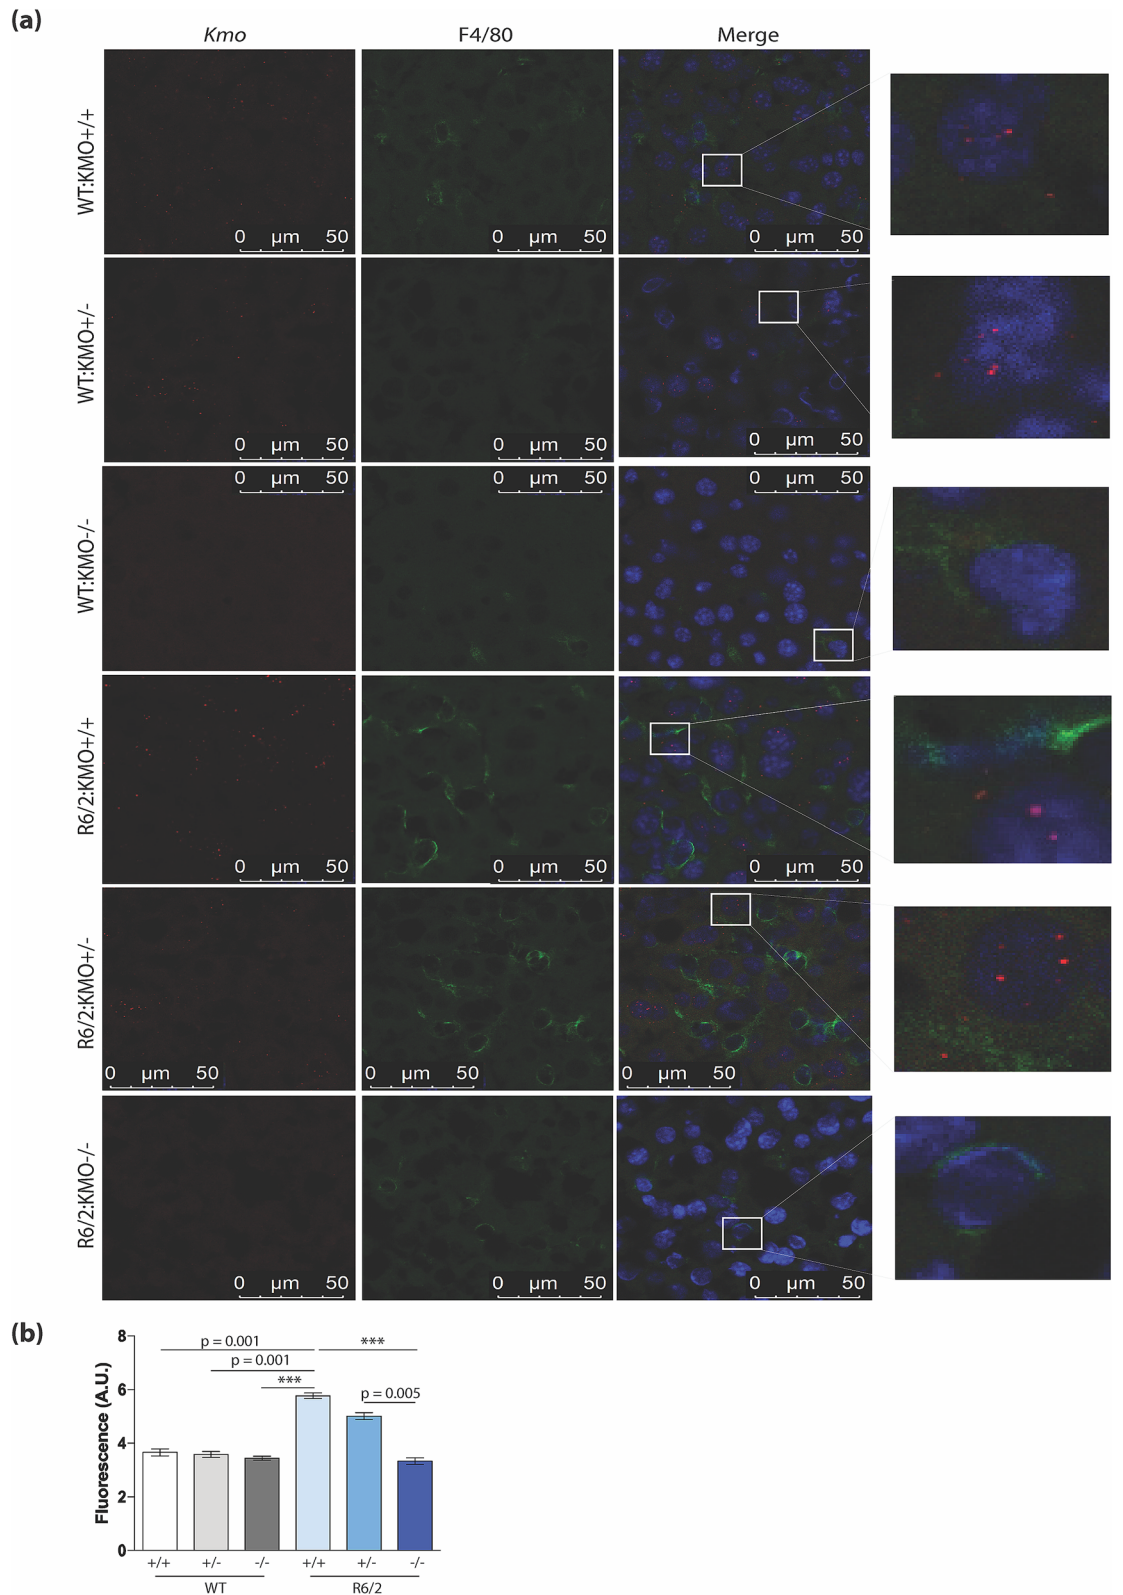 (a)
Kmo F4/80 Merge
WT:KMO+/+
0 µm 50 0 µm 50 0 µm 50
WT:KMO+/-
0 µm 50 0 µm 50 0 µm 50
WT:KMO-/-
0 µm 50 0 µm 50 0 µm 50
R6/2:KMO+/+
0 µm 50 0 µm 50 0 µm 50
R6/2:KMO+/-
0 µm 50 0 µm 50 0 µm 50
R6/2:KMO-/-
0 µm 50 0 µm 50 0 µm 50
(b)
Fluorescence (A.U.)
8
6
4
2
0
p = 0.001 ***
p = 0.001
***
p = 0.005
+/+ +/- -/- +/+ +/- -/-
WT R6/2